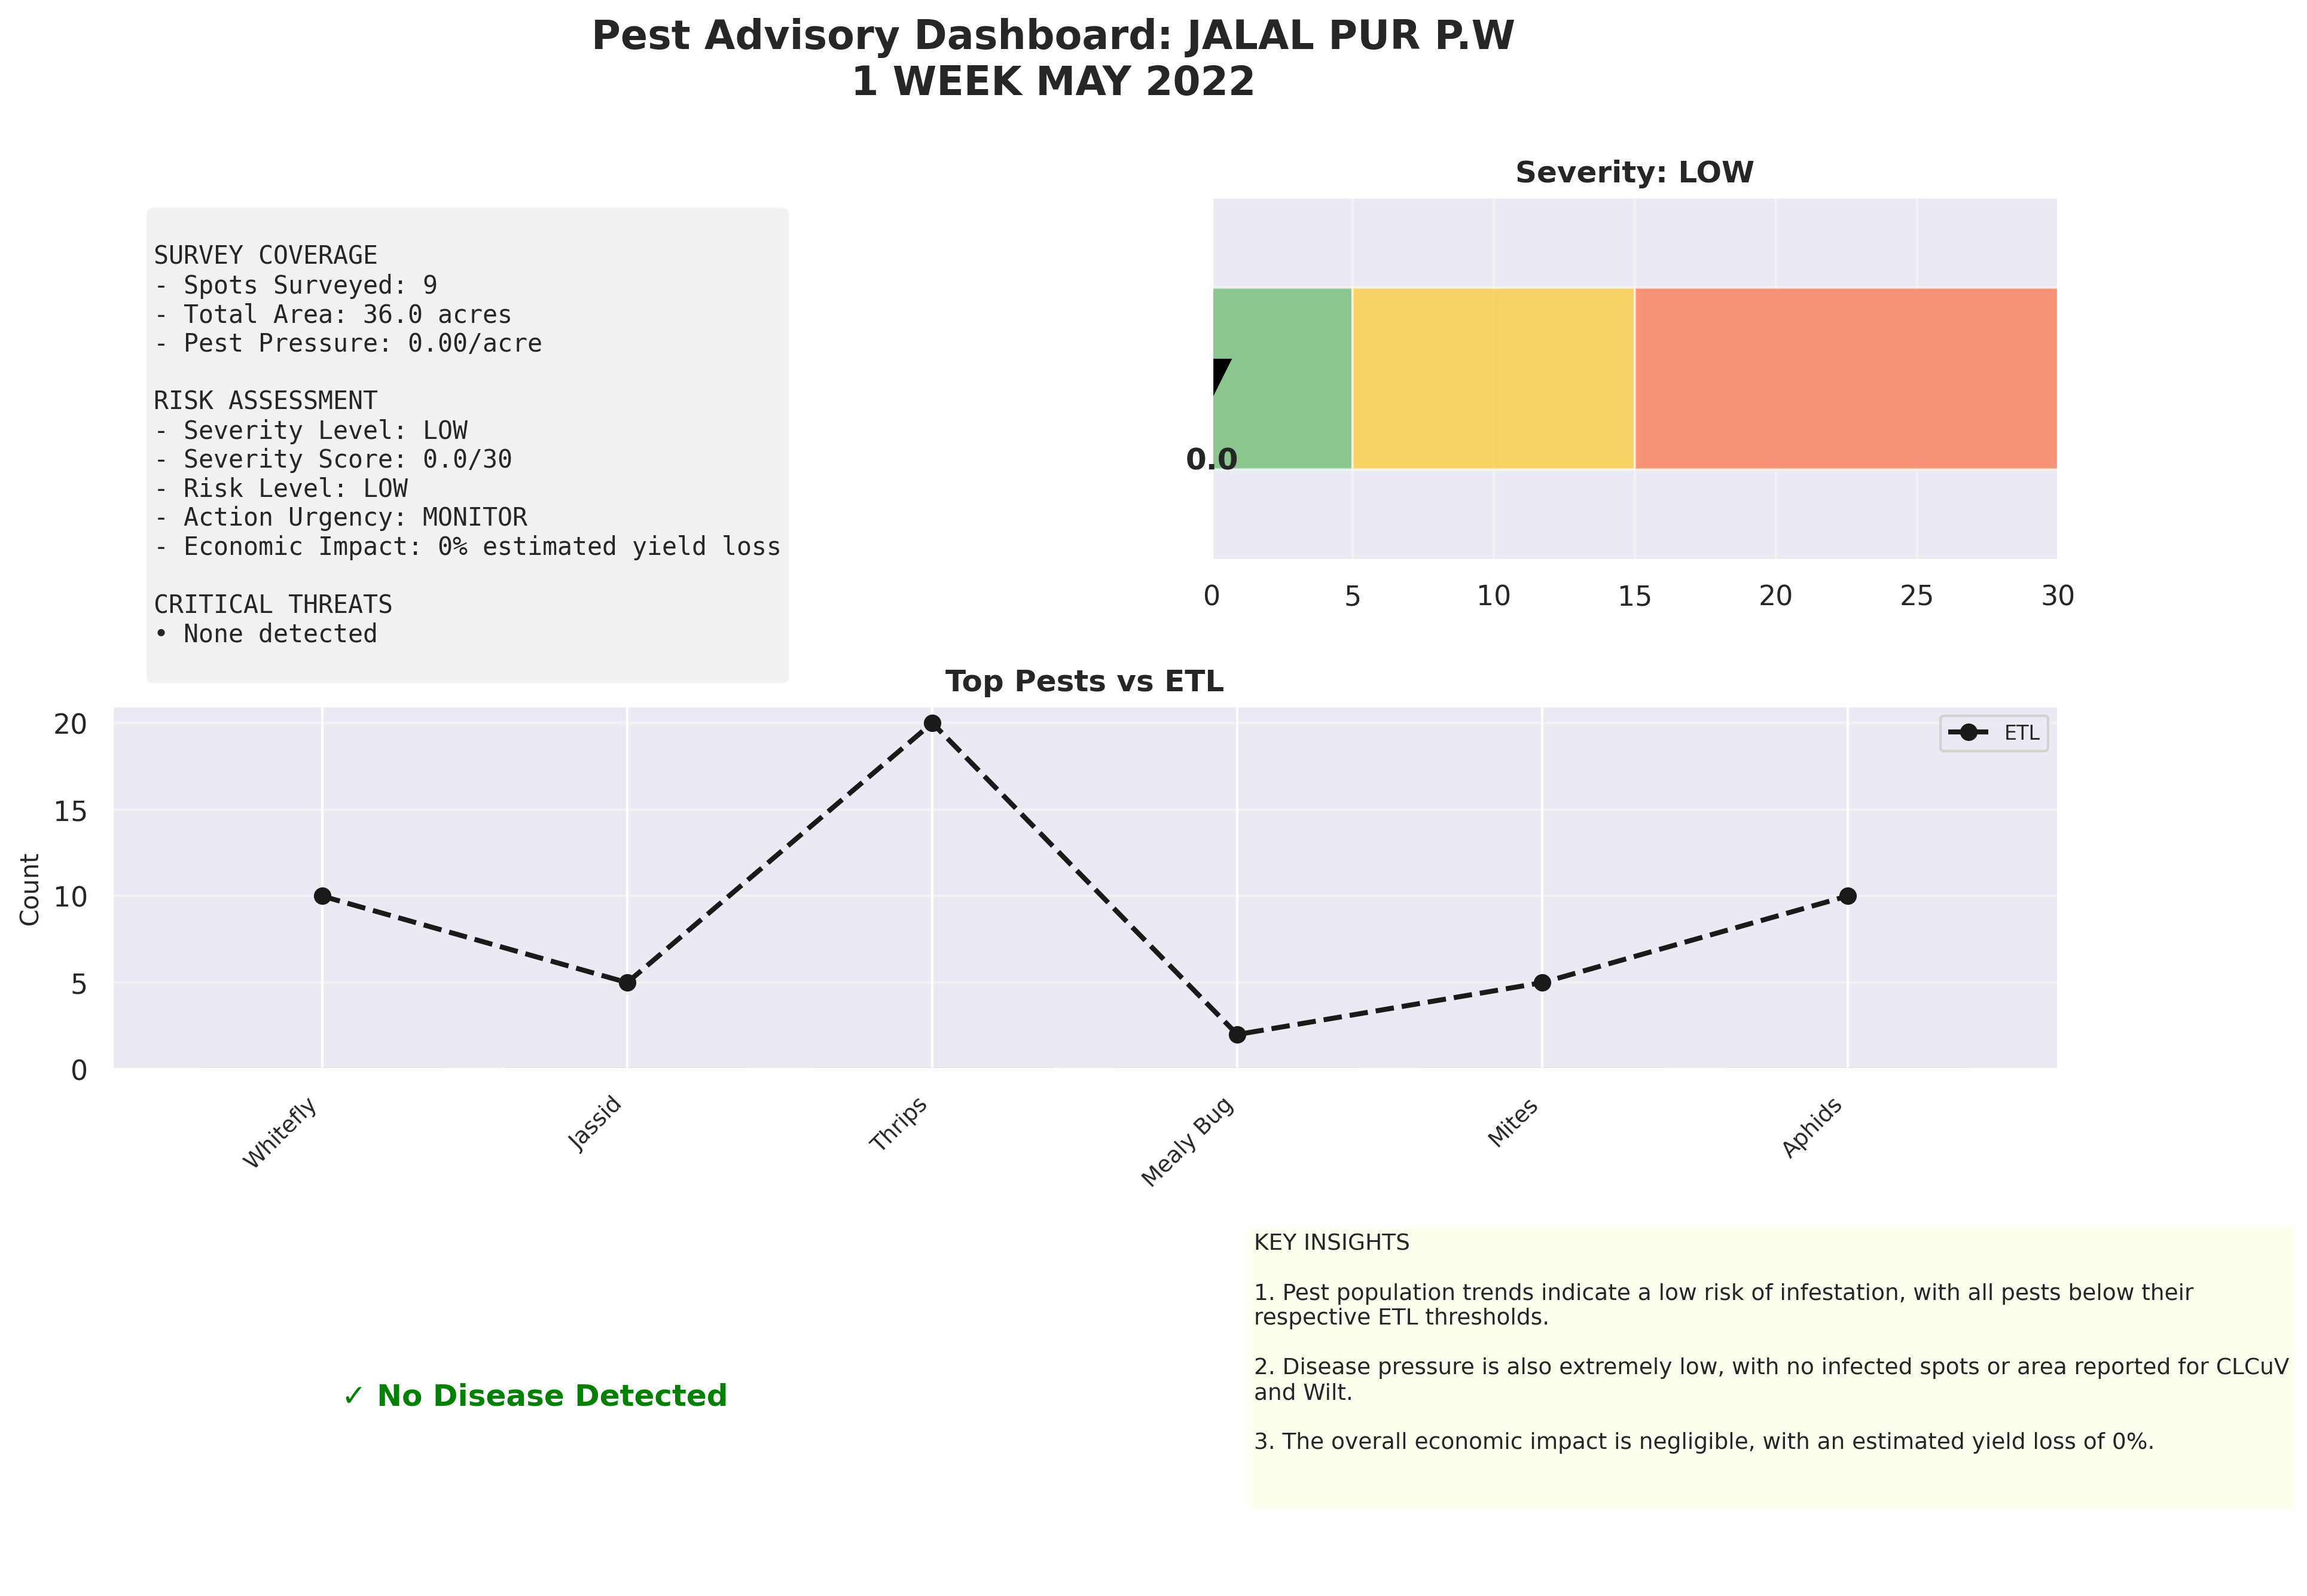 Pest Advisory Dashboard: JALAL PUR P.W
1 WEEK MAY 2022
SURVEY COVERAGE
- Spots Surveyed: 9
- Total Area: 36.0 acres
- Pest Pressure: 0.00/acre
RISK ASSESSMENT
- Severity Level: LOW
- Severity Score: 0.0/30
- Risk Level: LOW
- Action Urgency: MONITOR
- Economic Impact: 0% estimated yield loss
CRITICAL THREATS
• None detected
Severity: LOW
0.0
0 5 10 15 20 25 30
Top Pests vs ETL
ETL
Count
20
15
10
5
0
Whitefly
Jassid
Thrips
Mealy Bug
Mites
Aphids
✓ No Disease Detected
KEY INSIGHTS
1. Pest population trends indicate a low risk of infestation, with all pests below their
respective ETL thresholds.
2. Disease pressure is also extremely low, with no infected spots or area reported for CLCuV
and Wilt.
3. The overall economic impact is negligible, with an estimated yield loss of 0%.